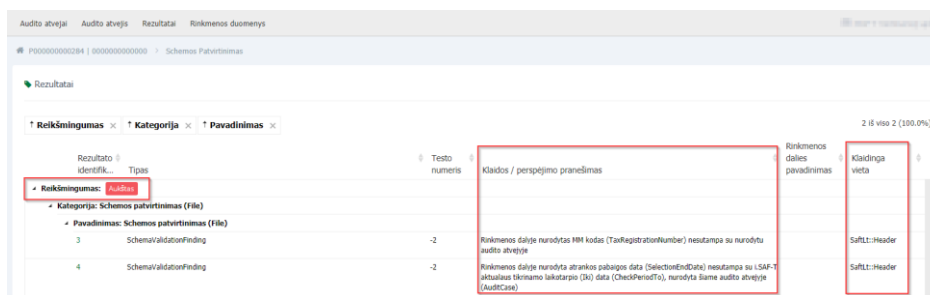 Audito atvejai Audito atvejis Rezultatai Rinkmenos duomenys
P000000000284 | 0000000000000 > Schemos Patvirtinimas
Rezultatai
↑ Reikšmingumas × ↑ Kategorija × ↑ Pavadinimas ×
2 iš viso 2 (100.0%)
Rezultato identifik...
Tipas
Testo numeris
Klaidos / perspėjimo pranešimas
Rinkmenos dalies pavadinimas
Klaidinga vieta
Reikšmingumas: Auditas
Kategorija: Schemos patvirtinimas (File)
Pavadinimas: Schemos patvirtinimas (File)
3 SchemaValidationFinding -2 Rinkmenos dalyje nurodytas MM kodas (TaxRegistrationNumber) nesutampa su nurodytu SaftLt::Header
audito atvejyje
4 SchemaValidationFinding -2 Rinkmenos dalyje nurodyta atrankos pabaigos data (SelectionEndDate) nesutampa su i.SAF-T SaftLt::Header
aktualaus tikrinamo laikotarpio (Iki) data (CheckPeriodTo), nurodyta šiame audito atvejyje
(AuditCase)